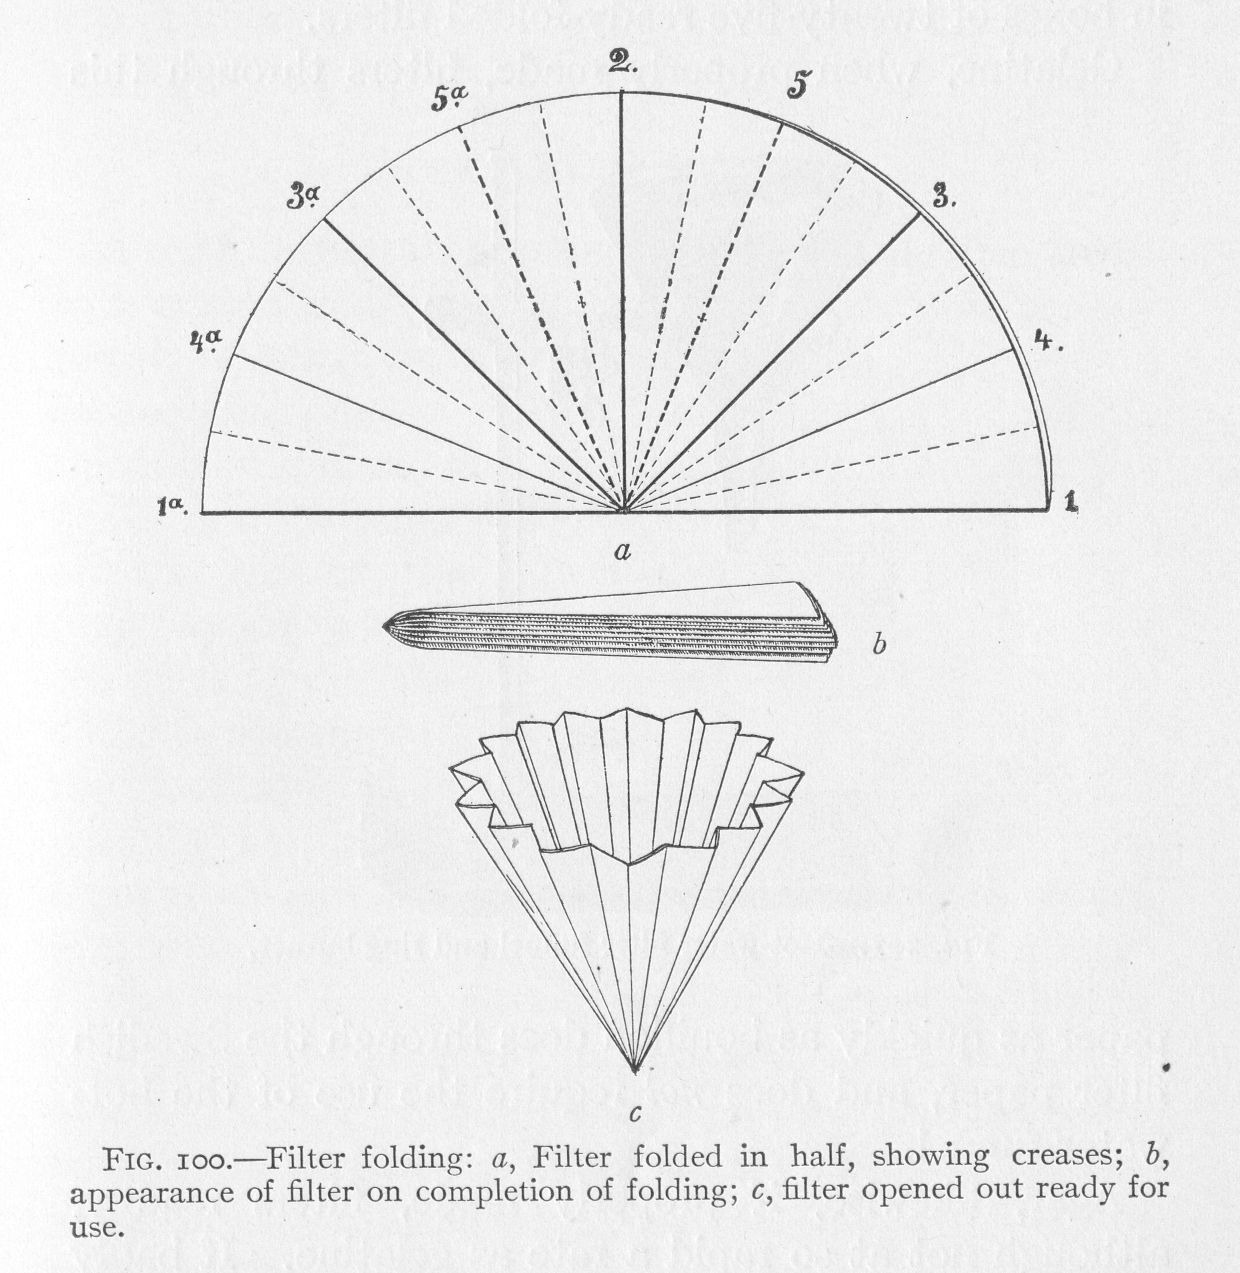 2.
5ª. 5
3ª. 3.
4ª. 4.
1ª. 1
a
b
c
FIG. 100.—Filter folding: a, Filter folded in half, showing creases; b,
appearance of filter on completion of folding; c, filter opened out ready for
use.